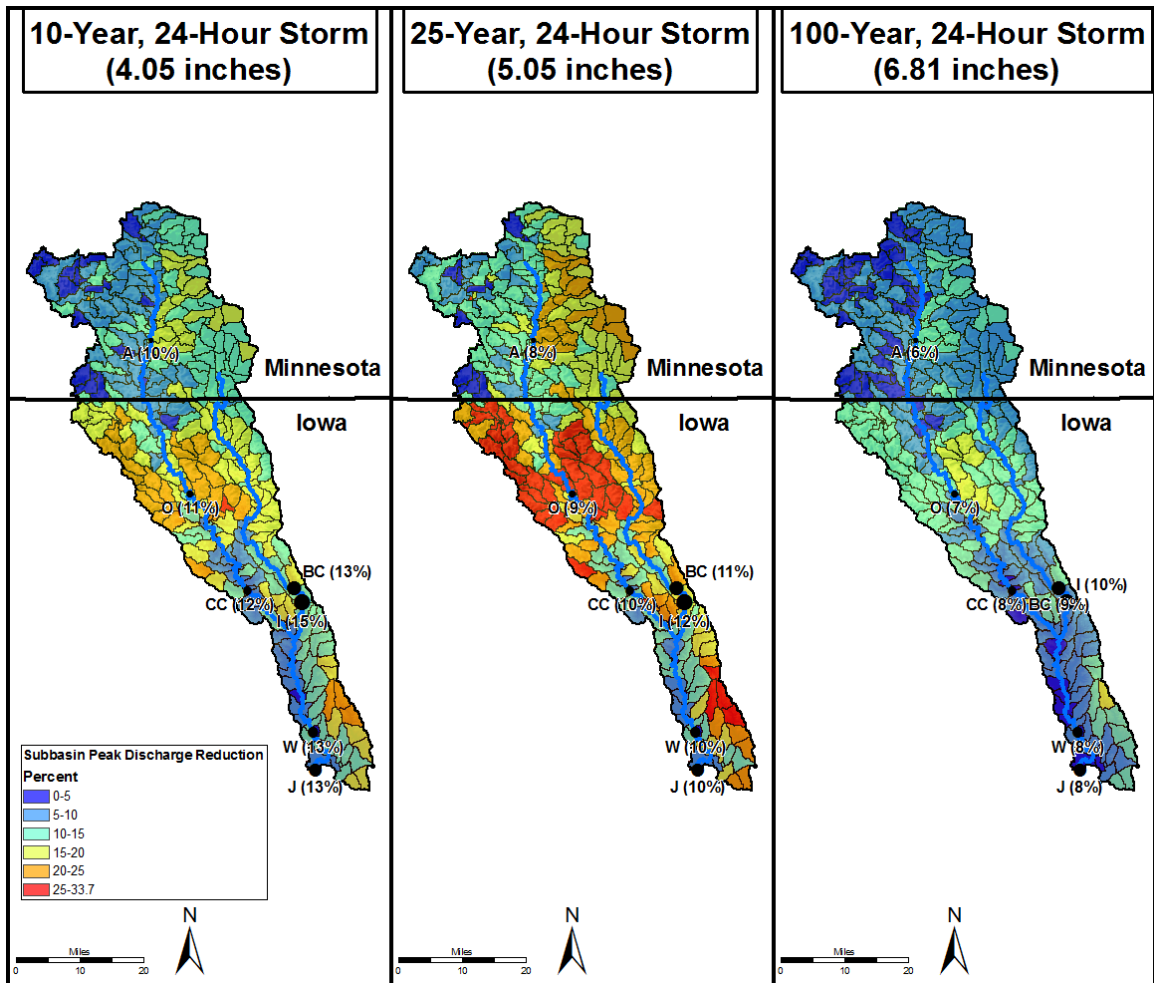 10-Year, 24-Hour Storm
(4.05 inches)
A (10%)
Minnesota
Iowa
O (11%)
BC (13%)
CC (12%)
I (15%)
W (13%)
J (13%)
Subbasin Peak Discharge Reduction
Percent
0-5
5-10
10-15
15-20
20-25
25-33.7
N
Miles
0 10 20
25-Year, 24-Hour Storm
(5.05 inches)
A (8%)
Minnesota
Iowa
O (9%)
BC (11%)
CC (10%)
I (12%)
W (10%)
J (10%)
N
Miles
0 10 20
100-Year, 24-Hour Storm
(6.81 inches)
A (6%)
Minnesota
Iowa
O (7%)
I (10%)
CC (8%) BC (9%)
W (8%)
J (8%)
N
Miles
0 10 20